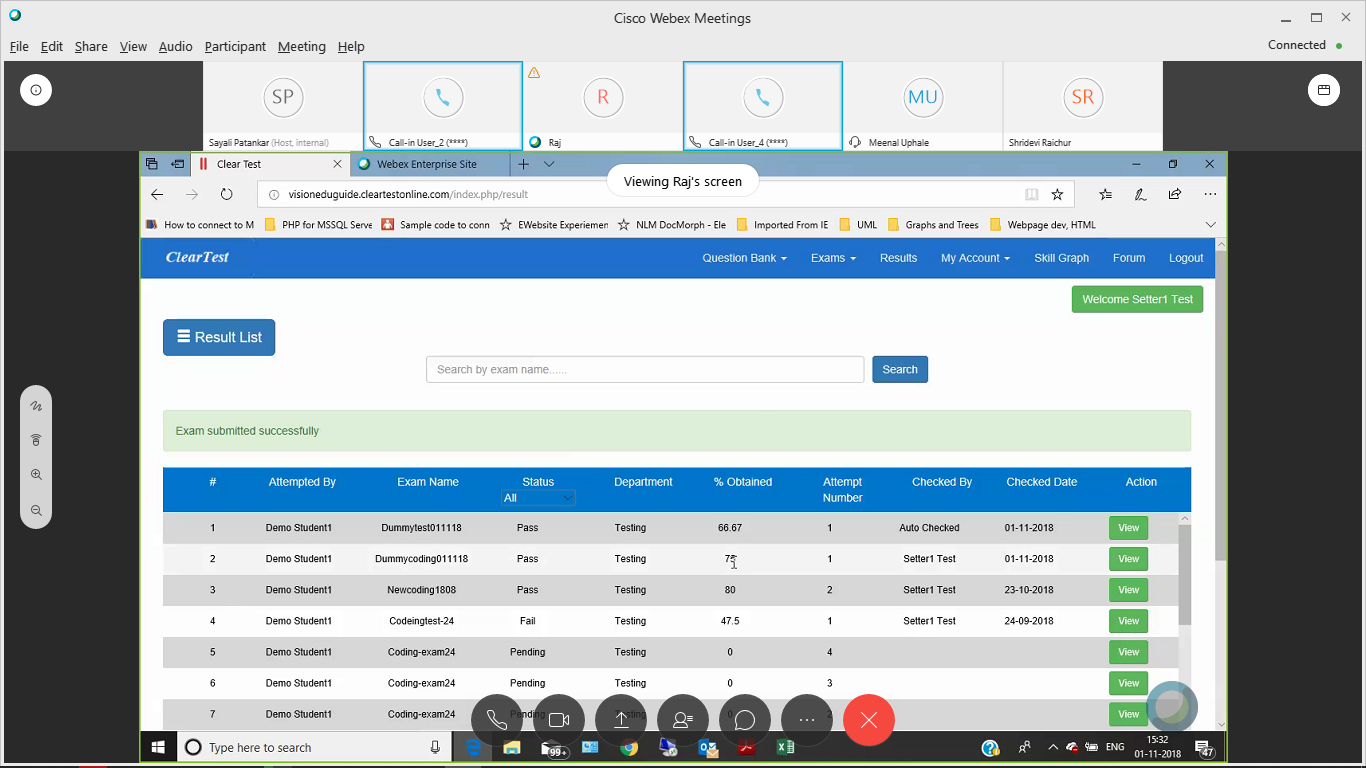 Cisco Webex Meetings
File Edit Share View Audio Participant Meeting Help
Connected
SP
R
MU
SR
Sayali Patankar (Host, internal)
Call-in User_2 (****)
Raj
Call-in User_4 (****)
Meenal Uphale
Shridevi Raichur
Clear Test
Webex Enterprise Site
Viewing Raj's screen
visioneduguide.cleartestonline.com/index.php/result
How to connect to M
PHP for MSSQL Serve
Sample code to conn
EWebsite Experiemen
NLM DocMorph - Ele
Imported From IE
UML
Graphs and Trees
Webpage dev, HTML
ClearTest
Question Bank Exams Results My Account Skill Graph Forum Logout
Welcome Setter1 Test
Result List
Search by exam name......
Search
Exam submitted successfully
# Attempted By Exam Name Status Department % Obtained Attempt Number Checked By Checked Date Action
All
1 Demo Student1 Dummytest011118 Pass Testing 66.67 1 Auto Checked 01-11-2018 View
2 Demo Student1 Dummycoding011118 Pass Testing 75 1 Setter1 Test 01-11-2018 View
3 Demo Student1 Newcoding1808 Pass Testing 80 2 Setter1 Test 23-10-2018 View
4 Demo Student1 Codeingtest-24 Fail Testing 47.5 1 Setter1 Test 24-09-2018 View
5 Demo Student1 Coding-exam24 Pending Testing 0 4 View
6 Demo Student1 Coding-exam24 Pending Testing 0 3 View
7 Demo Student1 Coding-exam24 Testing View
Type here to search
99+
ENG
15:32
01-11-2018
47